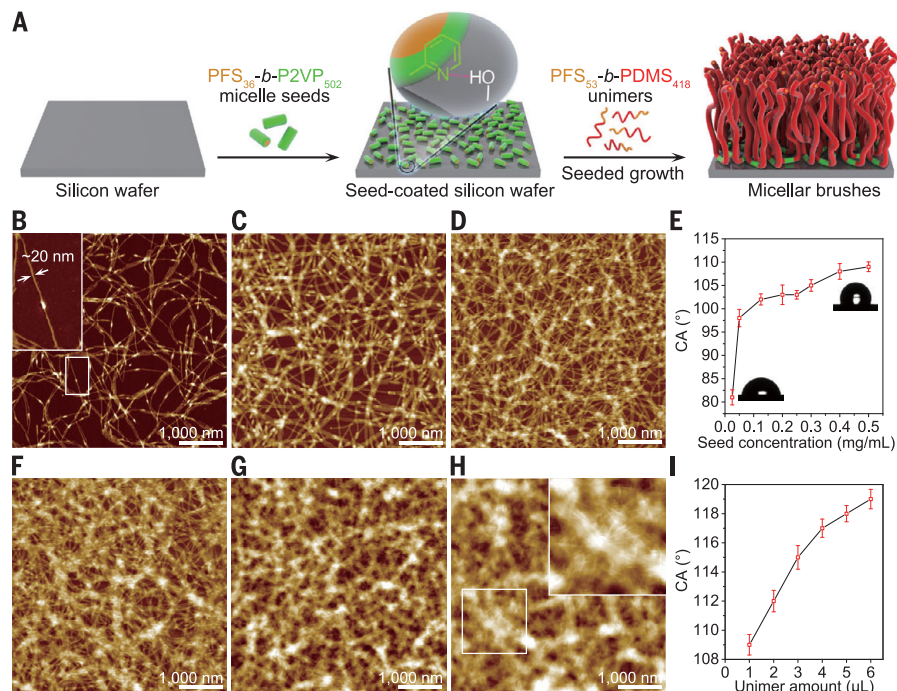 A
PFS36-b-P2VP502
micelle seeds
N
HO
PFS53-b-PDMS418
unimers
Silicon wafer
Seed-coated silicon wafer
Seeded growth
Micellar brushes
B
~20 nm
1,000 nm
C
1,000 nm
D
1,000 nm
E
115
110
105
100
95
90
85
80
CA (°)
0.0 0.1 0.2 0.3 0.4 0.5
Seed concentration (mg/mL)
F
1,000 nm
G
1,000 nm
H
1,000 nm
I
120
118
116
114
112
110
108
CA (°)
0 1 2 3 4 5 6
Unimer amount (µL)